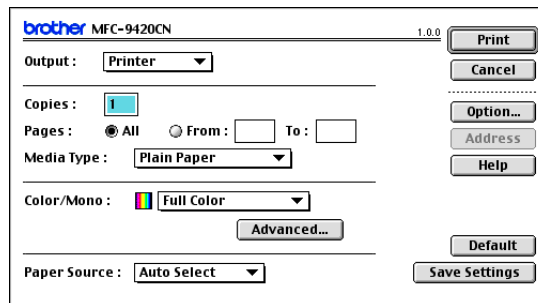 brother MFC-9420CN 1.0.0
Print
Output : Printer
Cancel
Copies : 1
Option...
Pages : All From : To :
Address
Media Type : Plain Paper
Help
Color/Mono : Full Color
Advanced...
Default
Paper Source : Auto Select
Save Settings